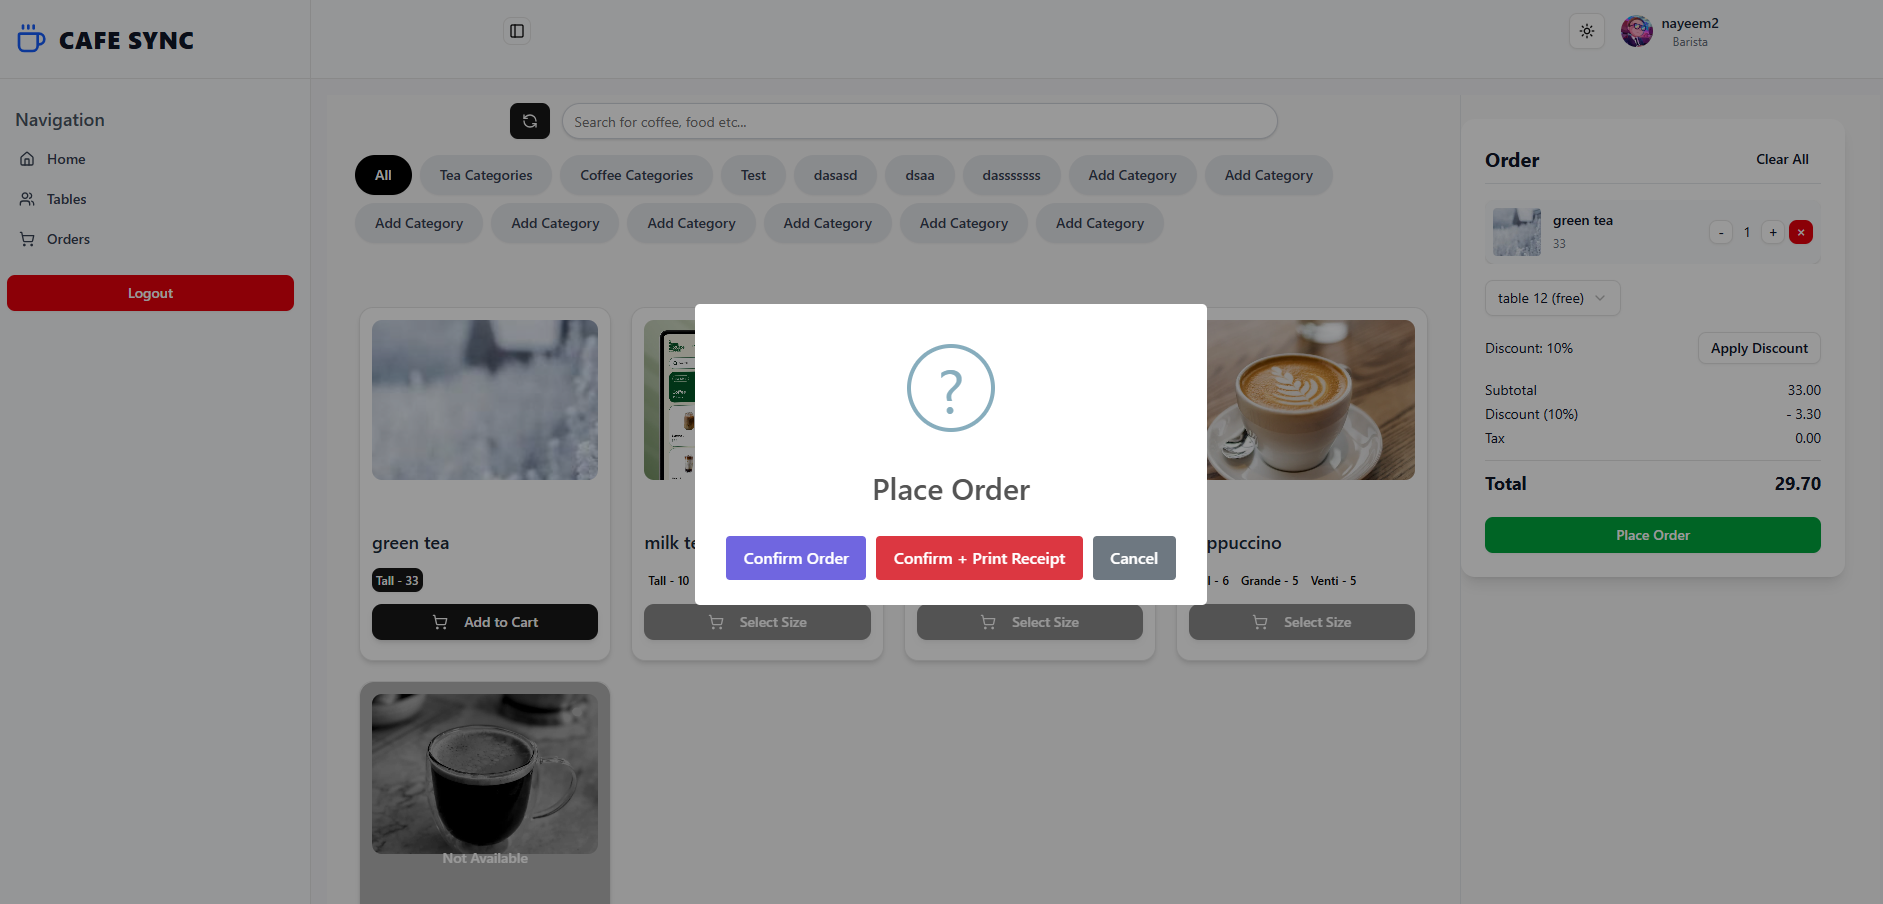 CAFE SYNC
nayeem2
Barista
Navigation
Home
Tables
Orders
Logout
Search for coffee, food etc...
All
Tea Categories
Coffee Categories
Test
dasasd
dsaa
dasssssss
Add Category
Add Category
Add Category
Add Category
Add Category
Add Category
Add Category
Add Category
green tea
Tall - 33
Add to Cart
milk te
Tall - 10
Select Size
Select Size
ppuccino
l - 6
Grande - 5
Venti - 5
Select Size
Not Available
?
Place Order
Confirm Order
Confirm + Print Receipt
Cancel
Order
Clear All
green tea
33
- 1 + ×
table 12 (free)
Discount: 10%
Apply Discount
Subtotal 33.00
Discount (10%) - 3.30
Tax 0.00
Total 29.70
Place Order